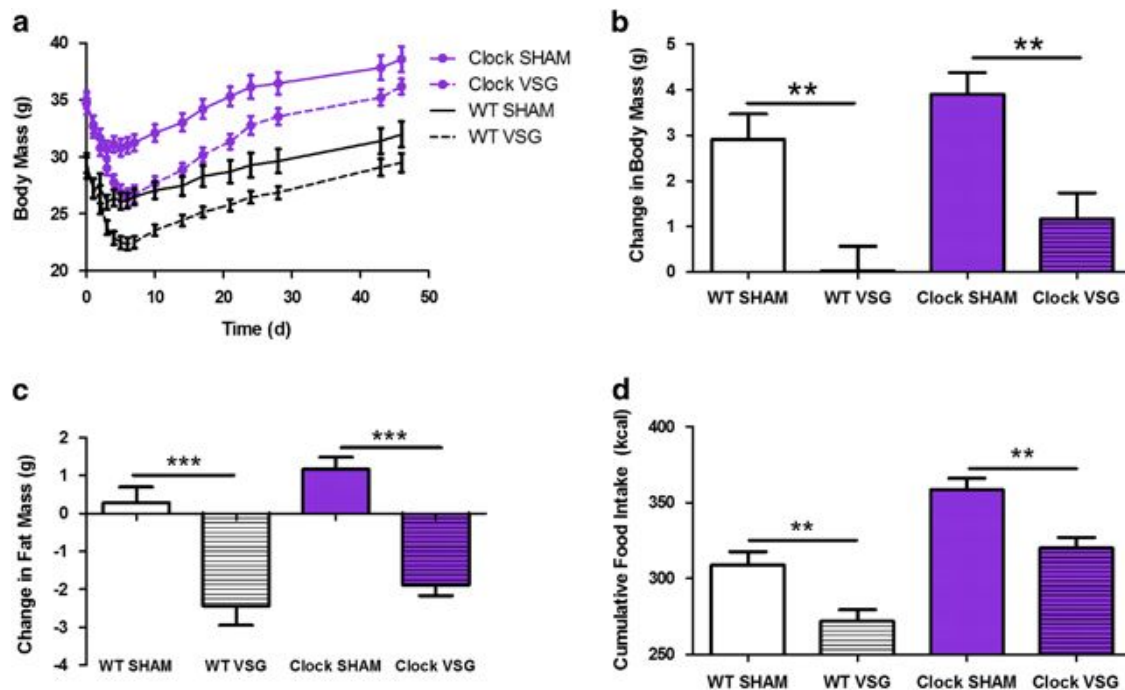 a
40
35
30
25
20
Body Mass (g)
0 10 20 30 40 50
Time (d)
Clock SHAM
Clock VSG
WT SHAM
WT VSG
b
5
4
3
2
1
0
Change in Body Mass (g)
**
**
WT SHAM WT VSG Clock SHAM Clock VSG
c
2
1
0
-1
-2
-3
-4
Change in Fat Mass (g)
***
***
WT SHAM WT VSG Clock SHAM Clock VSG
d
400
350
300
250
Cumulative Food Intake (kcal)
**
**
WT SHAM WT VSG Clock SHAM Clock VSG